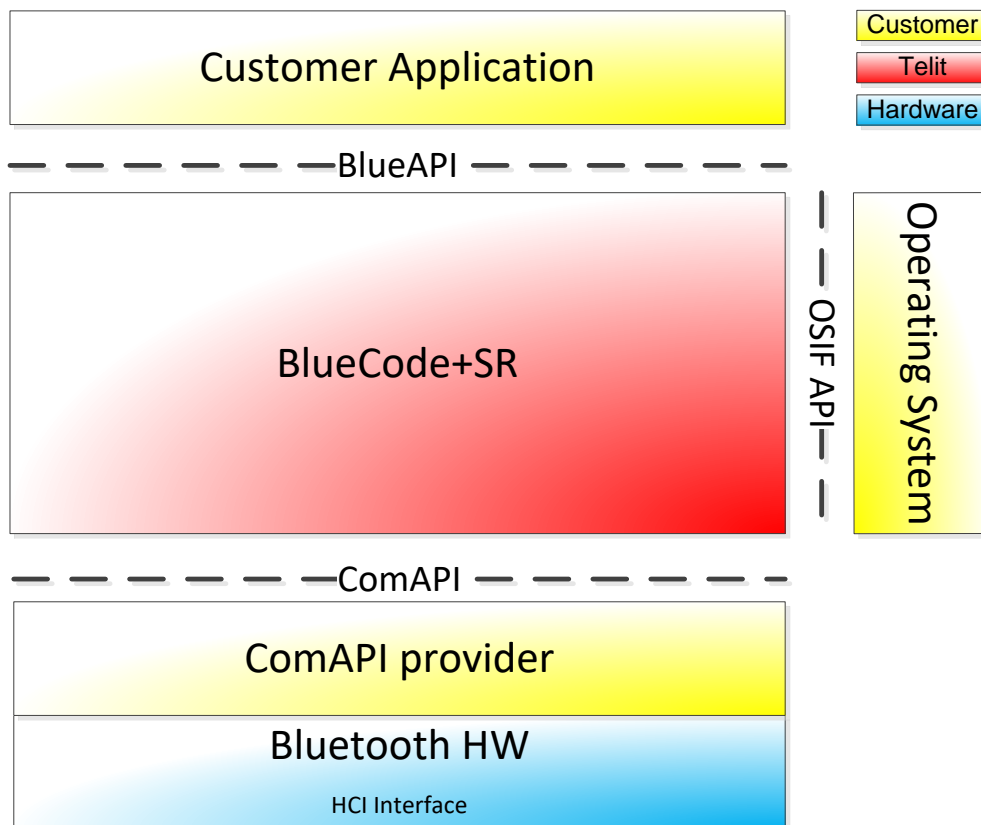 Customer Application
Customer
Telit
Hardware
BlueAPI
BlueCode+SR
OSIF API
Operating System
ComAPI
ComAPI provider
Bluetooth HW
HCI Interface